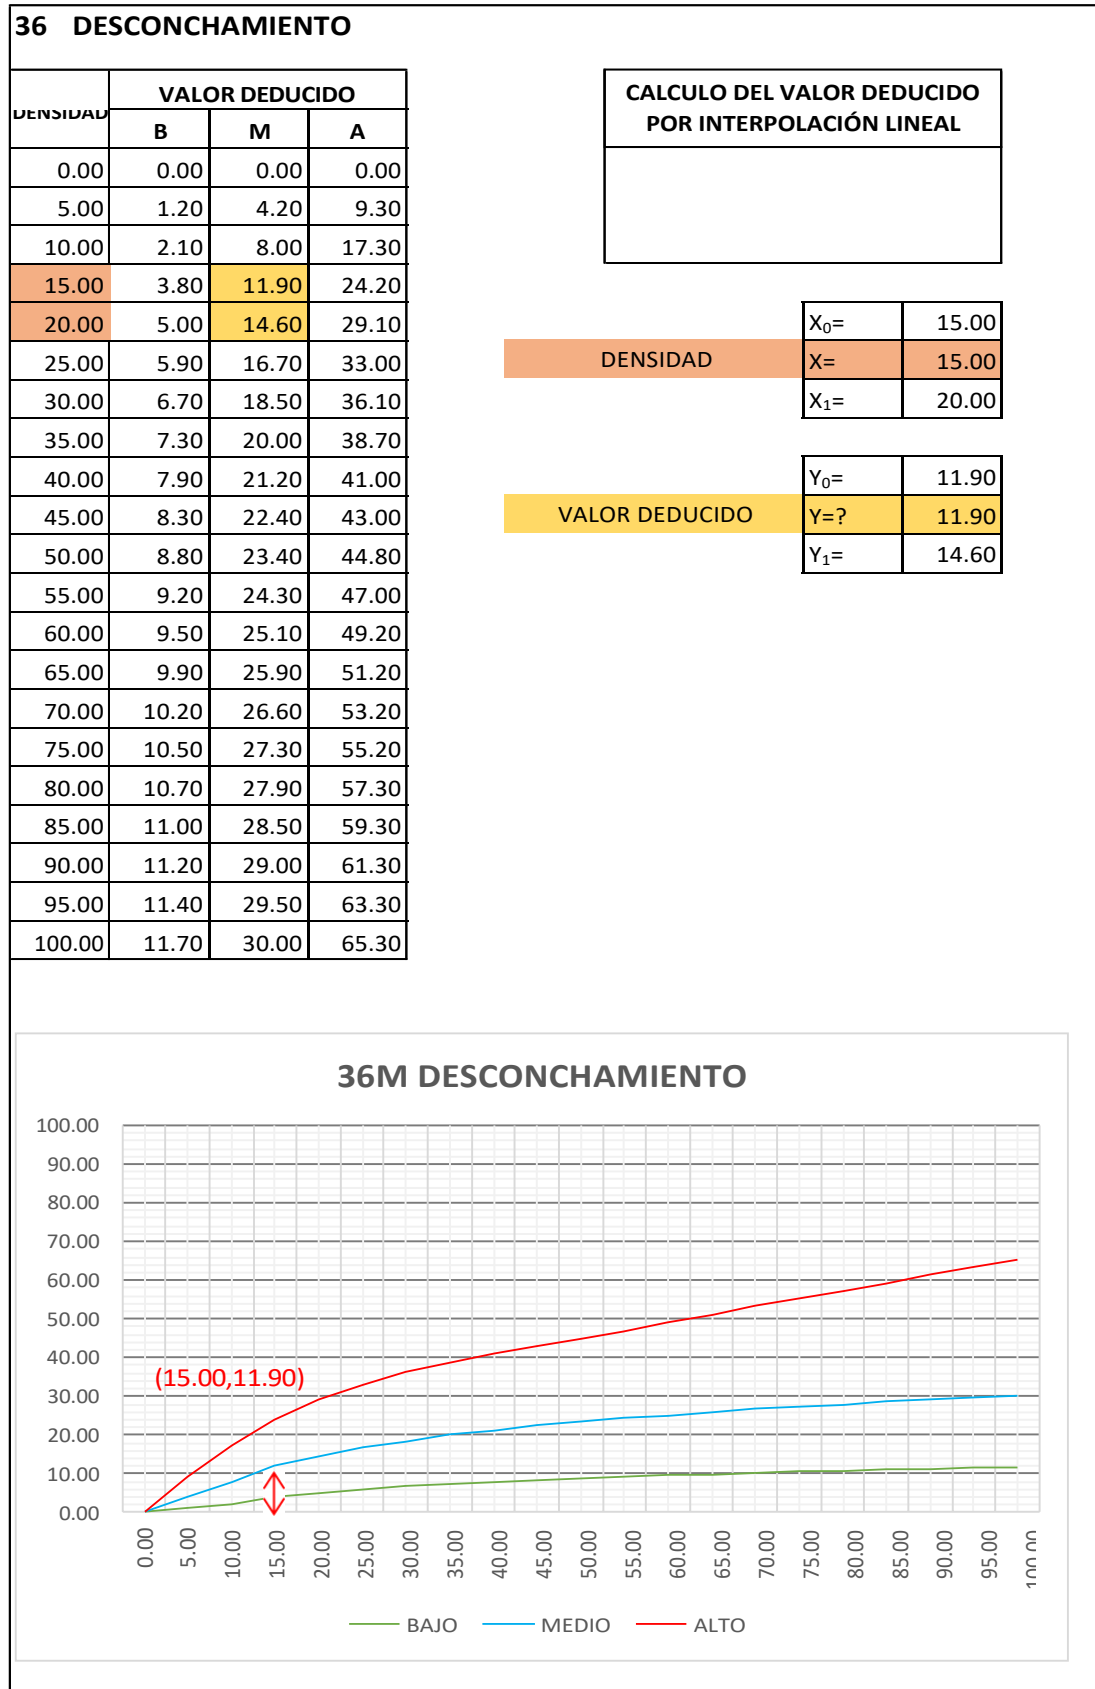 36 DESCONCHAMIENTO
DENSIDAD VALOR DEDUCIDO
B M A
0.00 0.00 0.00 0.00
5.00 1.20 4.20 9.30
10.00 2.10 8.00 17.30
15.00 3.80 11.90 24.20
20.00 5.00 14.60 29.10
25.00 5.90 16.70 33.00
30.00 6.70 18.50 36.10
35.00 7.30 20.00 38.70
40.00 7.90 21.20 41.00
45.00 8.30 22.40 43.00
50.00 8.80 23.40 44.80
55.00 9.20 24.30 47.00
60.00 9.50 25.10 49.20
65.00 9.90 25.90 51.20
70.00 10.20 26.60 53.20
75.00 10.50 27.30 55.20
80.00 10.70 27.90 57.30
85.00 11.00 28.50 59.30
90.00 11.20 29.00 61.30
95.00 11.40 29.50 63.30
100.00 11.70 30.00 65.30
CALCULO DEL VALOR DEDUCIDO
POR INTERPOLACIÓN LINEAL
X₀= 15.00
DENSIDAD X= 15.00
X₁= 20.00
Y₀= 11.90
VALOR DEDUCIDO Y=? 11.90
Y₁= 14.60
36M DESCONCHAMIENTO
100.00
90.00
80.00
70.00
60.00
50.00
40.00
30.00
20.00
10.00
0.00
(15.00,11.90)
0.00 5.00 10.00 15.00 20.00 25.00 30.00 35.00 40.00 45.00 50.00 55.00 60.00 65.00 70.00 75.00 80.00 85.00 90.00 95.00 100.00
BAJO MEDIO ALTO